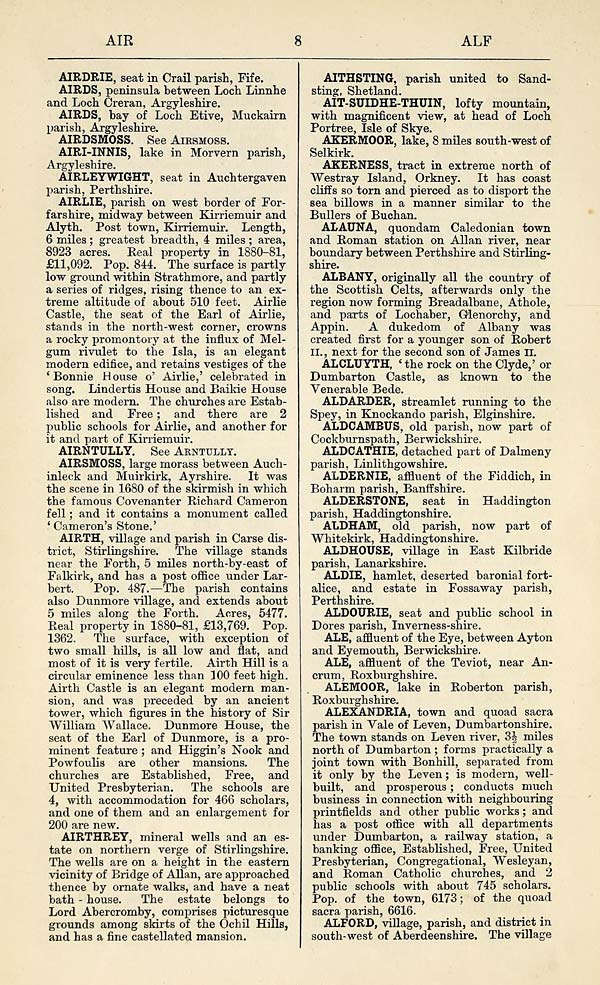 AIR 8 ALF
AIRDRIE, seat in Crail parish, Fife.
AIRDS, peninsula between Loch Linnhe
and Loch Creran, Argyleshire.
AIRDS, bay of Loch Etive, Muckairn
parish, Argyleshire.
AIRDSMOSS. See AIRSMOSS.
AIRI-INNIS, lake in Morvern parish,
Argyleshire.
AIRLEYWIGHT, seat in Auchtergaven
parish, Perthshire.
AIRLIE, parish on west border of For-
farshire, midway between Kirriemuir and
Alyth. Post town, Kirriemuir. Length,
6 miles; greatest breadth, 4 miles; area,
8923 acres. Real property in 1880-81,
£11,092. Pop. 844. The surface is partly
low ground within Strathmore, and partly
a series of ridges, rising thence to an ex-
treme altitude of about 510 feet. Airlie
Castle, the seat of the Earl of Airlie,
stands in the north-west corner, crowns
a rocky promontory at the influx of Mel-
gum rivulet to the Isla, is an elegant
modern edifice, and retains vestiges of the
'Bonnie House o' Airlie,' celebrated in
song. Lindertis House and Baikie House
also are modern. The churches are Estab-
lished and Free; and there are 2
public schools for Airlie, and another for
it and part of Kirriemuir.
AIRNTULLY. See ARNTULLY.
AIRSMOSS, large morass between Auch-
inleck and Muirkirk, Ayrshire. It was
the scene in 1680 of the skirmish in which
the famous Covenanter Richard Cameron
fell; and it contains a monument called
'Cameron's Stone.'
AIRTH, village and parish in Carse dis-
trict, Stirlingshire. The village stands
near the Forth, 5 miles north-by-east of
Falkirk, and has a post office under Lar-
bert. Pop. 487.—The parish contains
also Dunmore village, and extends about
5 miles along the Forth. Acres, 5477.
Real property in 1880-81, £13,769. Pop.
1362. The surface, with exception of
two small hills, is all low and flat, and
most of it is very fertile. Airth Hill is a
circular eminence less than 100 feet high.
Airth Castle is an elegant modern man-
sion, and was preceded by an ancient
tower, which figures in the history of Sir
William Wallace. Dunmore House, the
seat of the Earl of Dunmore, is a pro-
minent feature; and Higgin's Nook and
Powfoulis are other mansions. The
churches are Established, Free, and
United Presbyterian. The schools are
4, with accommodation for 466 scholars,
and one of them and an enlargement for
200 are new.
AIRTHREY, mineral wells and an es-
tate on northern verge of Stirlingshire.
The wells are on a height in the eastern
vicinity of Bridge of Allan, are approached
thence by ornate walks, and have a neat
bath-house. The estate belongs to
Lord Abercromby, comprises picturesque
grounds among skirts of the Ochil Hills,
and has a fine castellated mansion.
AITHSTING, parish united to Sand-
sting, Shetland.
AIT-SUIDHE-THUIN, lofty mountain,
with magnificent view, at head of Loch
Portree, Isle of Skye.
AKERMOOR, lake, 8 miles south-west of
Selkirk.
AKERNESS, tract in extreme north of
Westray Island, Orkney. It has coast
cliffs so torn and pierced as to disport the
sea billows in a manner similar to the
Bullers of Buchan.
ALAUNA, quondam Caledonian town
and Roman station on Allan river, near
boundary between Perthshire and Stirling-
shire.
ALBANY, originally all the country of
the Scottish Celts, afterwards only the
region now forming Breadalbane, Athole,
and parts of Lochaber, Glenorchy, and
Appin. A dukedom of Albany was
created first for a younger son of Robert
II., next for the second son of James II.
ALCLUYTH, 'the rock on the Clyde,' or
Dumbarton Castle, as known to the
Venerable Bede.
ALDARDER, streamlet running to the
Spey, in Knockando parish, Elginshire.
ALDCAMBUS, old parish, now part of
Cockburnspath, Berwickshire.
ALDCATHIE, detached part of Dalmeny
parish, Linlithgowshire.
ALDERNIE, affluent of the Fiddich, in
Boharm parish, Banffshire.
ALDERSTONE, seat in Haddington
parish, Haddingtonshire.
ALDHAM, old parish, now part of
Whitekirk, Haddingtonshire.
ALDHOUSE, village in East Kilbride
parish, Lanarkshire.
ALDIE, hamlet, deserted baronial fort-
alice, and estate in Fossaway parish,
Perthshire.
ALDOURIE, seat and public school in
Dores parish, Inverness-shire.
ALE, affluent of the Eye, between Ayton
and Eyemouth, Berwickshire.
ALE, affluent of the Teviot, near An-
crum, Roxburghshire.
ALEMOOR, lake in Roberton parish,
Roxburghshire.
ALEXANDRIA, town and quoad sacra
parish in Vale of Leven, Dumbartonshire.
The town stands on Leven river, 3½ miles
north of Dumbarton; forms practically a
joint town with Bonhill, separated from
it only by the Leven; is modern, well-
built, and prosperous; conducts much
business in connection with neighbouring
printfields and other public works; and
has a post office with all departments
under Dumbarton, a railway station, a
banking office, Established, Free, United
Presbyterian, Congregational, Wesleyan,
and Roman Catholic churches, and 2
public schools with about 745 scholars.
Pop. of the town, 6173; of the quoad
sacra parish, 6616.
ALFORD, village, parish, and district in
south-west of Aberdeenshire. The village